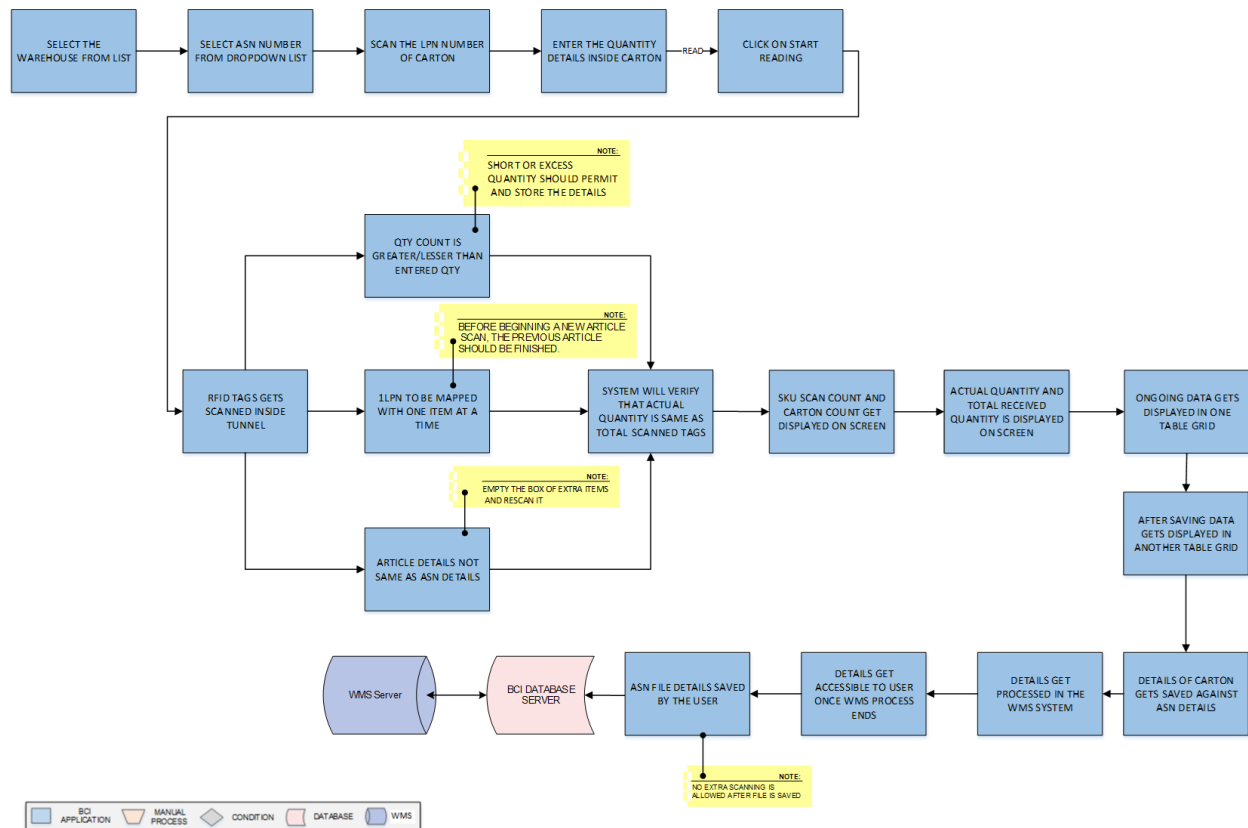 SELECT THE
WAREHOUSE FROM LIST
SELECT ASN NUMBER
FROM DROPDOWN LIST
SCAN THE LPN NUMBER
OF CARTON
ENTER THE QUANTITY
DETAILS INSIDE CARTON
READ
CLICK ON START
READING
NOTE:
SHORT OR EXCESS
QUANTITY SHOULD PERMIT
AND STORE THE DETAILS
QTY COUNT IS
GREATER/LESSER THAN
ENTERED QTY
NOTE:
BEFORE BEGINNING A NEW ARTICLE
SCAN, THE PREVIOUS ARTICLE
SHOULD BE FINISHED.
RFID TAGS GETS
SCANNED INSIDE
TUNNEL
1LPN TO BE MAPPED
WITH ONE ITEM AT A
TIME
SYSTEM WILL VERIFY
THAT ACTUAL
QUANTITY IS SAME AS
TOTAL SCANNED TAGS
SKU SCAN COUNT AND
CARTON COUNT GET
DISPLAYED ON SCREEN
ACTUAL QUANTITY AND
TOTAL RECEIVED
QUANTITY IS DISPLAYED
ON SCREEN
ONGOING DATA GETS
DISPLAYED IN ONE
TABLE GRID
NOTE:
EMPTY THE BOX OF EXTRA ITEMS
AND RESCAN IT
ARTICLE DETAILS NOT
SAME AS ASN DETAILS
AFTER SAVING DATA
GETS DISPLAYED IN
ANOTHER TABLE GRID
WMS Server
BCI DATABASE
SERVER
ASN FILE DETAILS SAVED
BY THE USER
DETAILS GET
ACCESSIBLE TO USER
ONCE WMS PROCESS
ENDS
DETAILS GET
PROCESSED IN THE
WMS SYSTEM
DETAILS OF CARTON
GETS SAVED AGAINST
ASN DETAILS
NOTE:
NO EXTRA SCANNING IS
ALLOWED AFTER FILE IS SAVED
BCI
APPLICATION
MANUAL
PROCESS
CONDITION
DATABASE
WMS